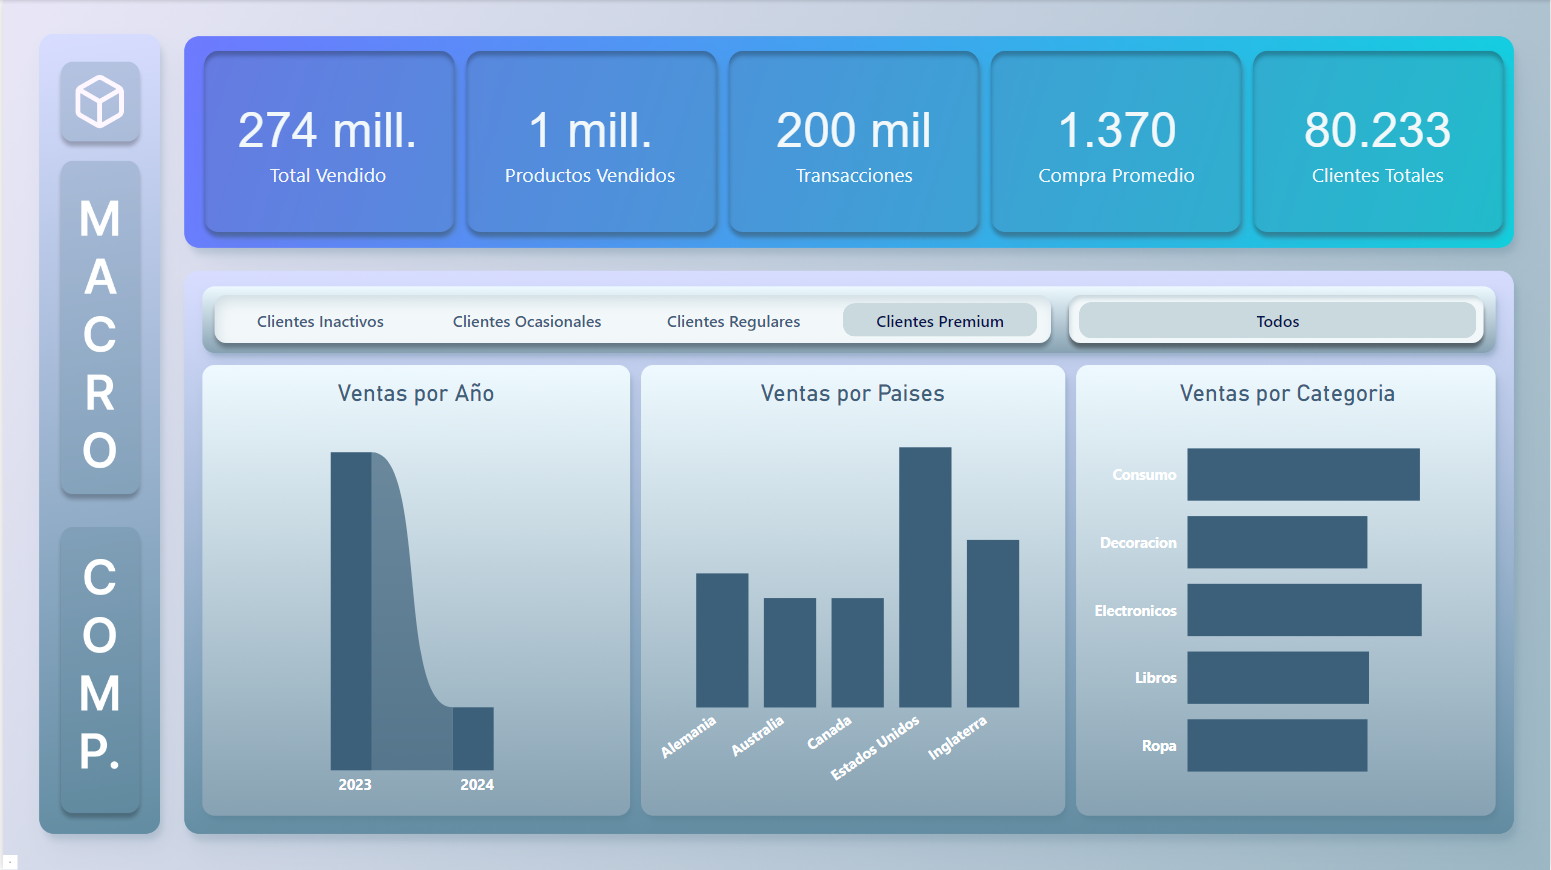 MACRO
COMP.
274 mill.
Total Vendido
1 mill.
Productos Vendidos
200 mil
Transacciones
1.370
Compra Promedio
80.233
Clientes Totales
Clientes Inactivos
Clientes Ocasionales
Clientes Regulares
Clientes Premium
Todos
Ventas por Año
2023
2024
Ventas por Paises
Alemania
Australia
Canada
Estados Unidos
Inglaterra
Ventas por Categoria
Consumo
Decoracion
Electronicos
Libros
Ropa